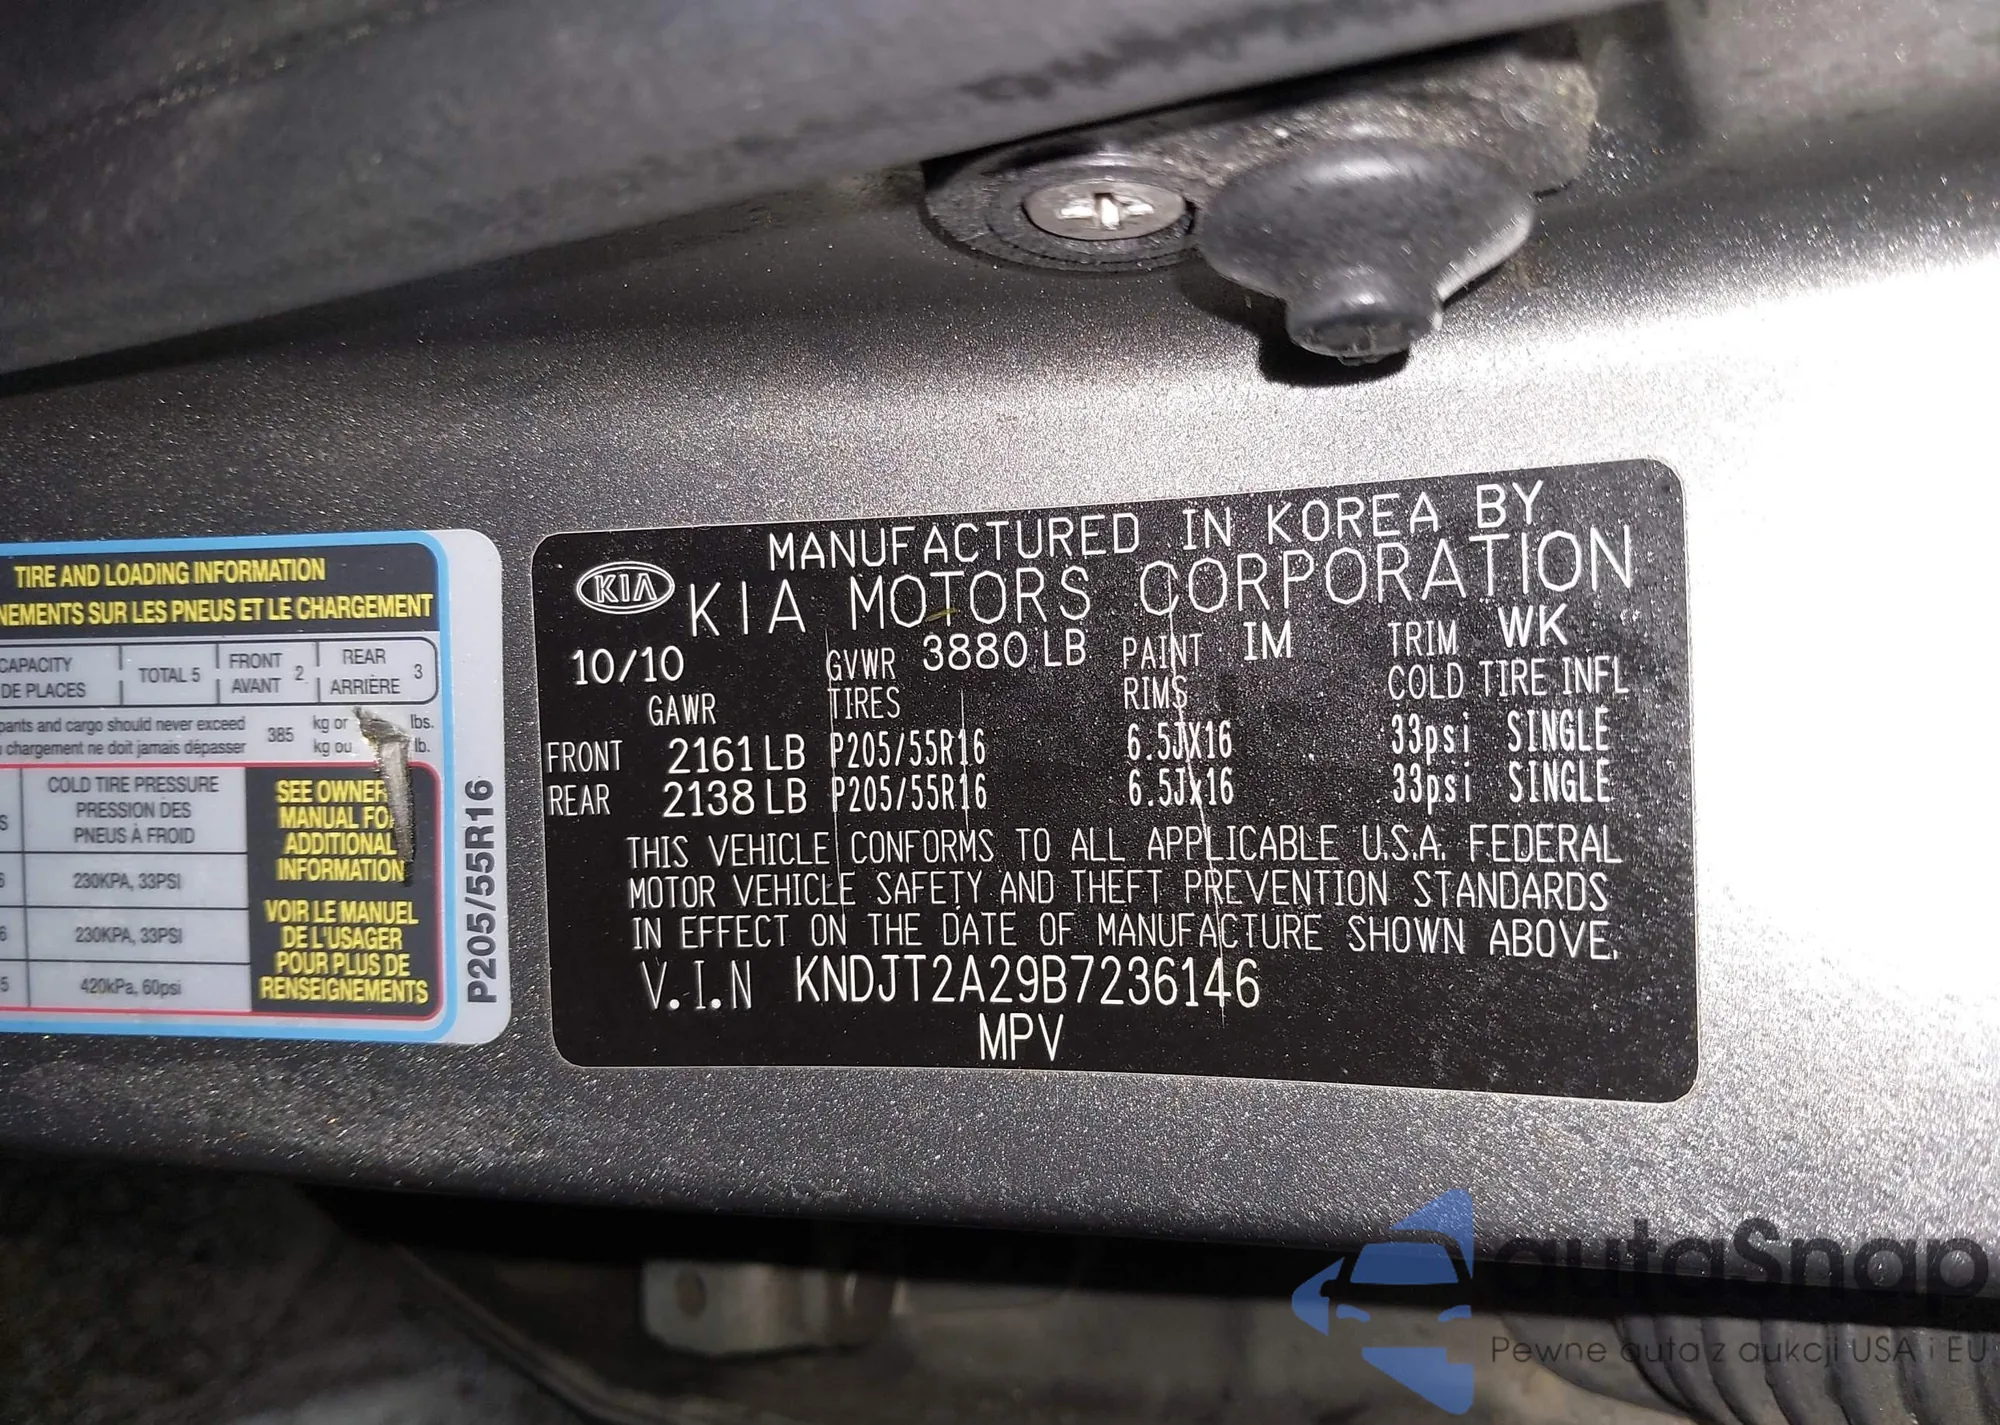 TIRE AND LOADING INFORMATION
NEMENTS SUR LES PNEUS ET LE CHARGEMENT
CAPACITY
DE PLACES
TOTAL 5
FRONT
AVANT
2
REAR
ARRIÈRE
3
pants and cargo should never exceed
chargement ne doit jamais dépasser
385
kg or
kg ou
lbs.
lb.
COLD TIRE PRESSURE
PRESSION DES
PNEUS À FROID
230KPA, 33PSI
230KPA, 33PSI
420kPa, 60psi
SEE OWNER
MANUAL FO
ADDITIONAL
INFORMATION
VOIR LE MANUEL
DE L'USAGER
POUR PLUS DE
RENSEIGNEMENTS
P205/55R16
MANUFACTURED IN KOREA BY
KIA KIA MOTORS CORPORATION
10/10 GVWR 3880 LB PAINT IM TRIM WK
GAWR TIRES RIMS COLD TIRE INFL
FRONT 2161 LB P205/55R16 6.5JX16 33psi SINGLE
REAR 2138 LB P205/55R16 6.5JX16 33psi SINGLE
THIS VEHICLE CONFORMS TO ALL APPLICABLE U.S.A. FEDERAL
MOTOR VEHICLE SAFETY AND THEFT PREVENTION STANDARDS
IN EFFECT ON THE DATE OF MANUFACTURE SHOWN ABOVE.
V.I.N KNDJT2A29B7236146
MPV
autaSnap
Pewne auta z aukcji USA i EU